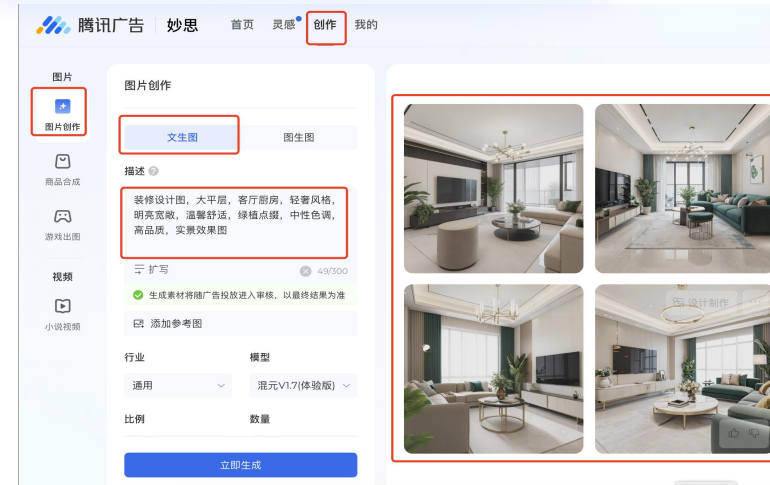 腾讯广告 妙思 首页 灵感 创作 我的
图片
图片创作
商品合成
游戏出图
视频
小说视频
图片创作
文生图 图生图
描述
装修设计图，大平层，客厅厨房，轻奢风格，
明亮宽敞，温馨舒适，绿植点缀，中性色调，
高品质，实景效果图
扩写 49/300
生成素材将随广告投放进入审核，以最终结果为准
添加参考图
行业 模型
通用 混元V1.7(体验版)
比例 数量
立即生成
设计制作